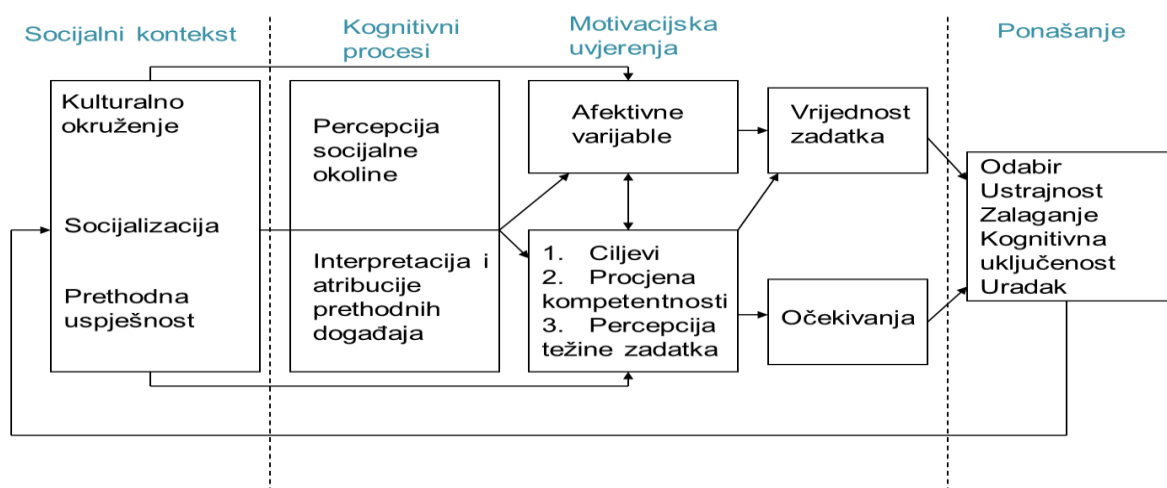 Socijalni kontekst
Kognitivni
procesi
Motivacijska
uvjerenja
Ponašanje
Kulturalno
okruženje
Socijalizacija
Prethodna
uspješnost
Percepcija
socijalne
okoline
Interpretacija i
atribucije
prethodnih
događaja
Afektivne
varijable
1. Ciljevi
2. Procjena
kompetentnosti
3. Percepcija
težine zadatka
Vrijednost
zadatka
Očekivanja
Odabir
Ustrajnost
Zalaganje
Kognitivna
uključenost
Uradak